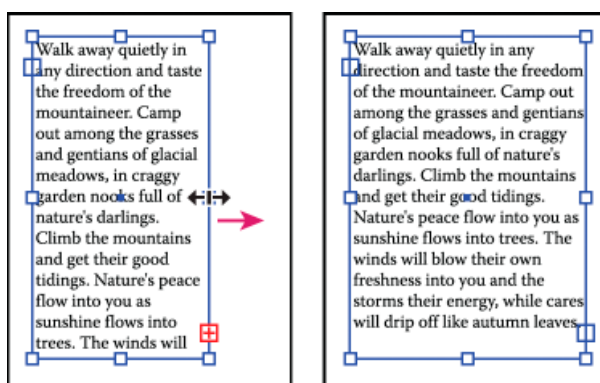 Walk away quietly in
any direction and taste
the freedom of the
mountaineer. Camp
out among the grasses
and gentians of glacial
meadows, in craggy
garden nooks full of
nature's darlings.
Climb the mountains
and get their good
tidings. Nature's peace
flow into you as
sunshine flows into
trees. The winds will
Walk away quietly in any
direction and taste the freedom
of the mountaineer. Camp out
among the grasses and gentians
of glacial meadows, in craggy
garden nooks full of nature's
darlings. Climb the mountains
and get their good tidings.
Nature's peace flow into you as
sunshine flows into trees. The
winds will blow their own
freshness into you and the
storms their energy, while cares
will drip off like autumn leaves.